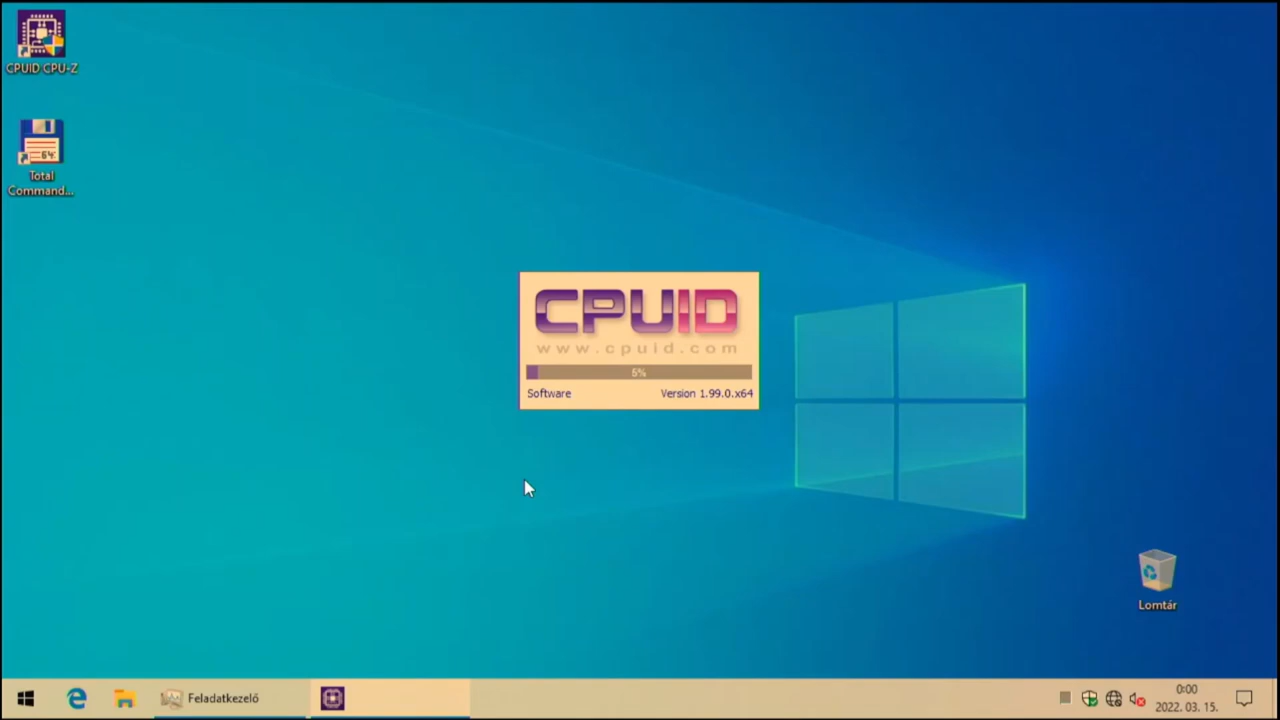 CPUID CPU-Z
64
Total
Command...
CPUID
www.cpuid.com
5%
Software
Version 1.99.0.x64
Lomtár
Feladatkezelő
0:00
2022. 03. 15.